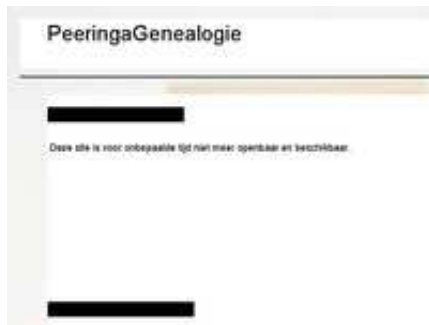 PeeringaGenealogie
Deze site is voor onbepaalde tijd niet meer openbaar en beschikbaar.